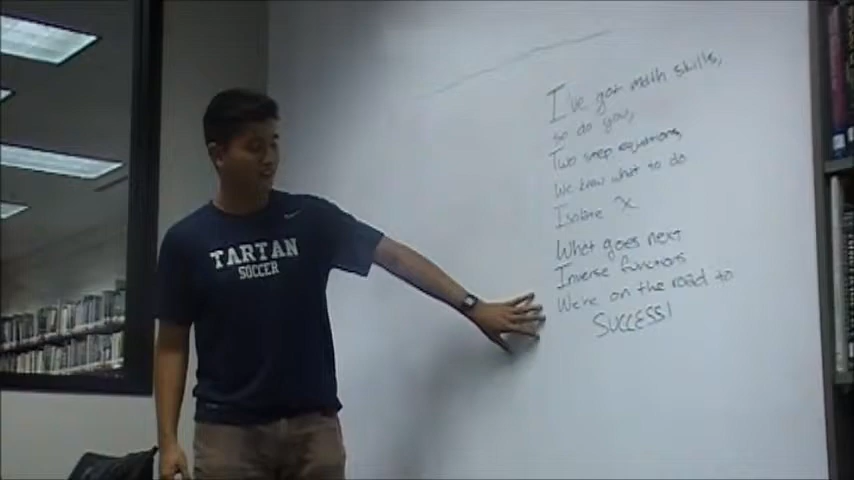 TARTAN
SOCCER
I've got math skills,
so do you,
Two step equations,
We know what to do
Isolate x
What goes next
Inverse functions
We're on the road to
SUCCESS!